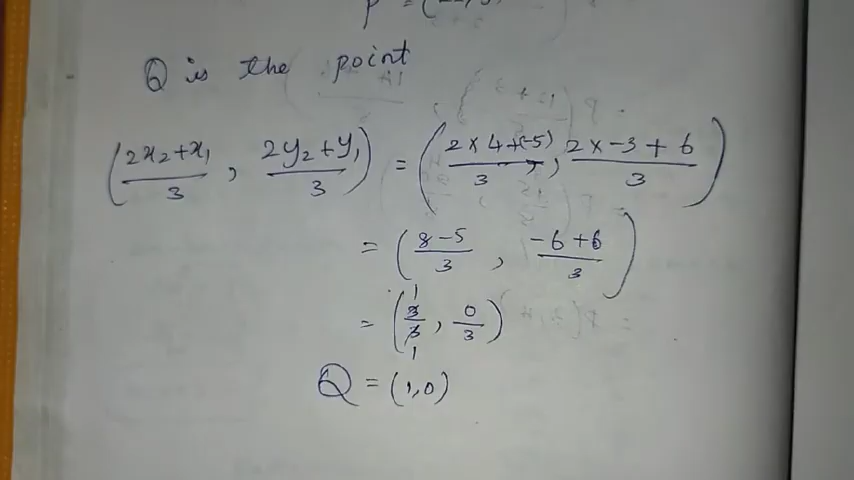 P = (
Q is the point
(2x₂+x₁/3, 2y₂+y₁/3) = (2×4+(-5)/3, 2×-3+6/3)
= (8-5/3, -6+6/3)
= (3/3, 0/3)
Q = (1,0)